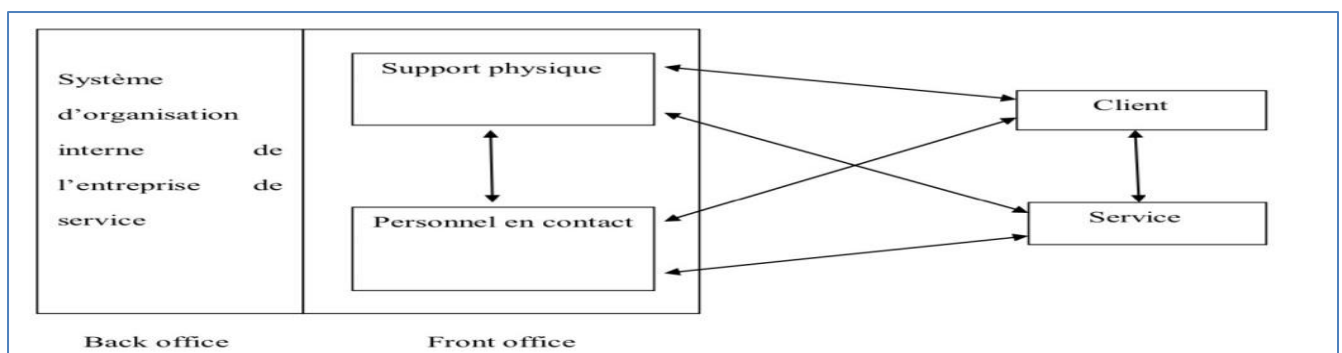 Système
d'organisation
interne de
l'entreprise de
service
Support physique
Personnel en contact
Client
Service
Back office
Front office